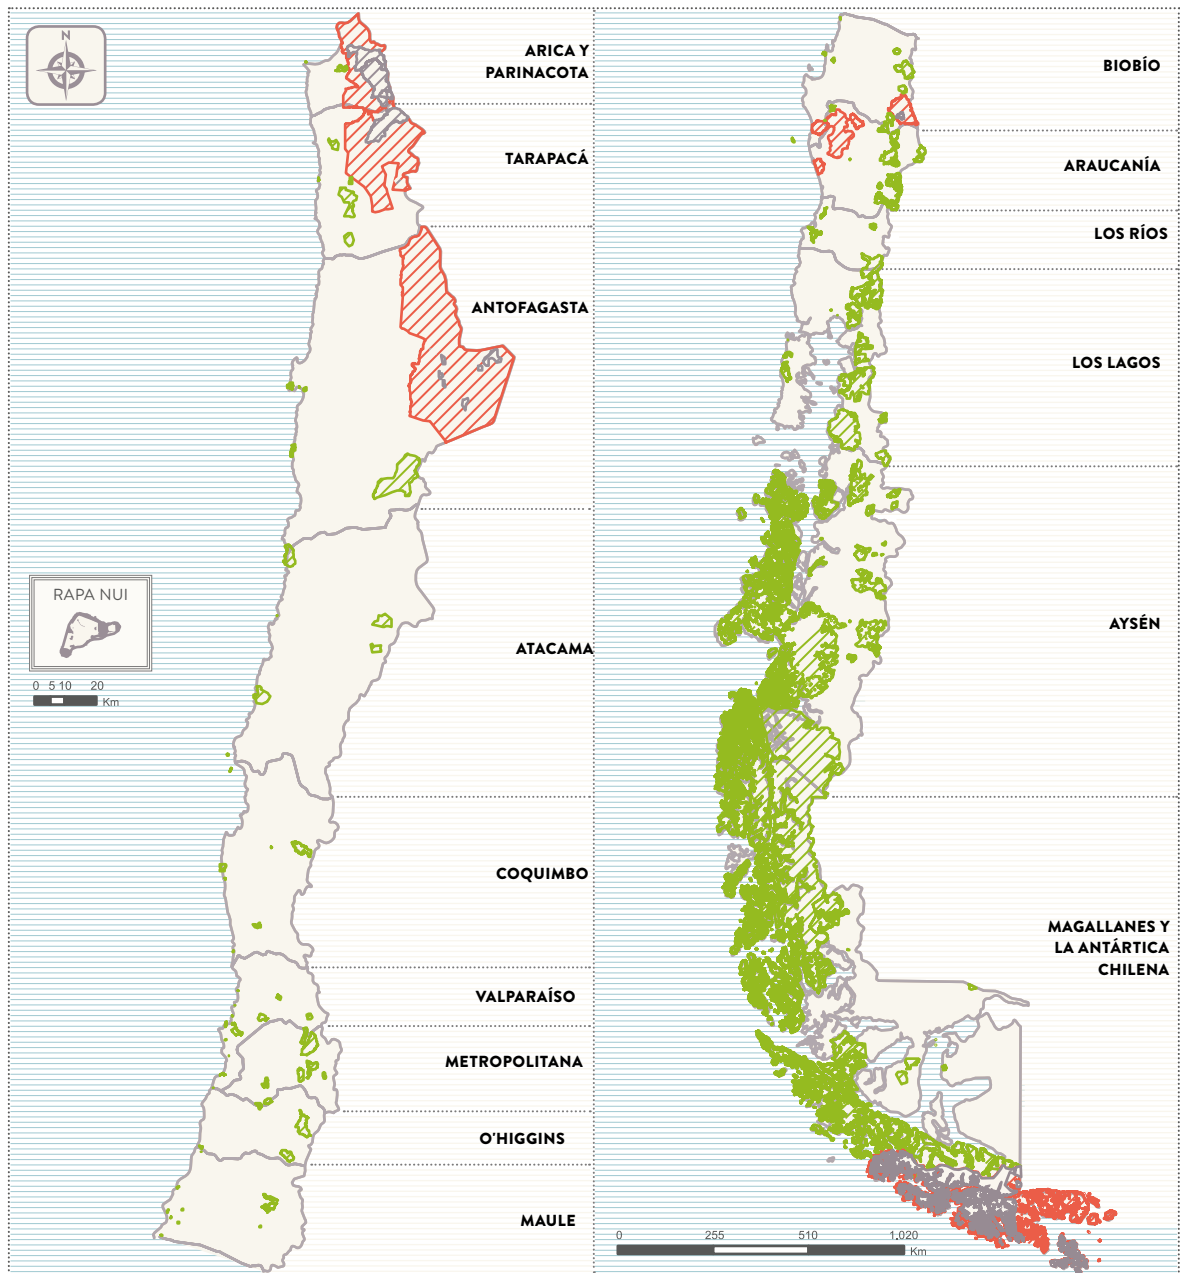 N
ARICA Y
PARINACOTA
TARAPACÁ
ANTOFAGASTA
RAPA NUI
0 5 10 20
Km
ATACAMA
COQUIMBO
VALPARAÍSO
METROPOLITANA
O'HIGGINS
MAULE
BIOBÍO
ARAUCANÍA
LOS RÍOS
LOS LAGOS
AYSÉN
MAGALLANES Y
LA ANTÁRTICA
CHILENA
0 255 510 1,020
Km